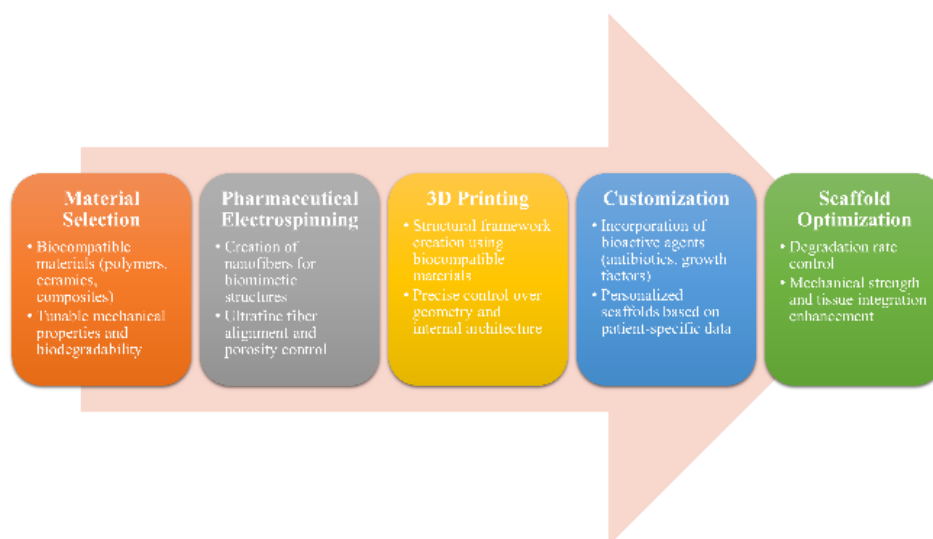 Material
Selection
• Biocompatible
materials (polymers,
ceramics,
composites)
• Tunable mechanical
properties and
biodegradability
Pharmaceutical
Electrospinning
• Creation of
nanofibers for
biomimetic
structures
• Ultrafine fiber
alignment and
porosity control
3D Printing
• Structural framework
creation using
biocompatible
materials
• Precise control over
geometry and
internal architecture
Customization
• Incorporation of
bioactive agents
(antibiotics, growth
factors)
• Personalized
scaffolds based on
patient-specific data
Scaffold
Optimization
• Degradation rate
control
• Mechanical strength
and tissue integration
enhancement